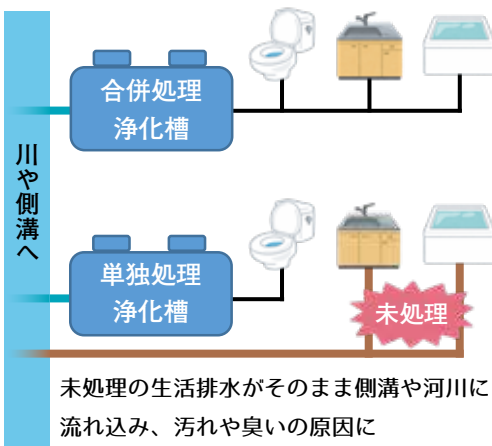 合併処理
浄化槽
川や側溝へ
単独処理
浄化槽
未処理
未処理の生活排水がそのまま側溝や河川に
流れ込み、汚れや臭いの原因に